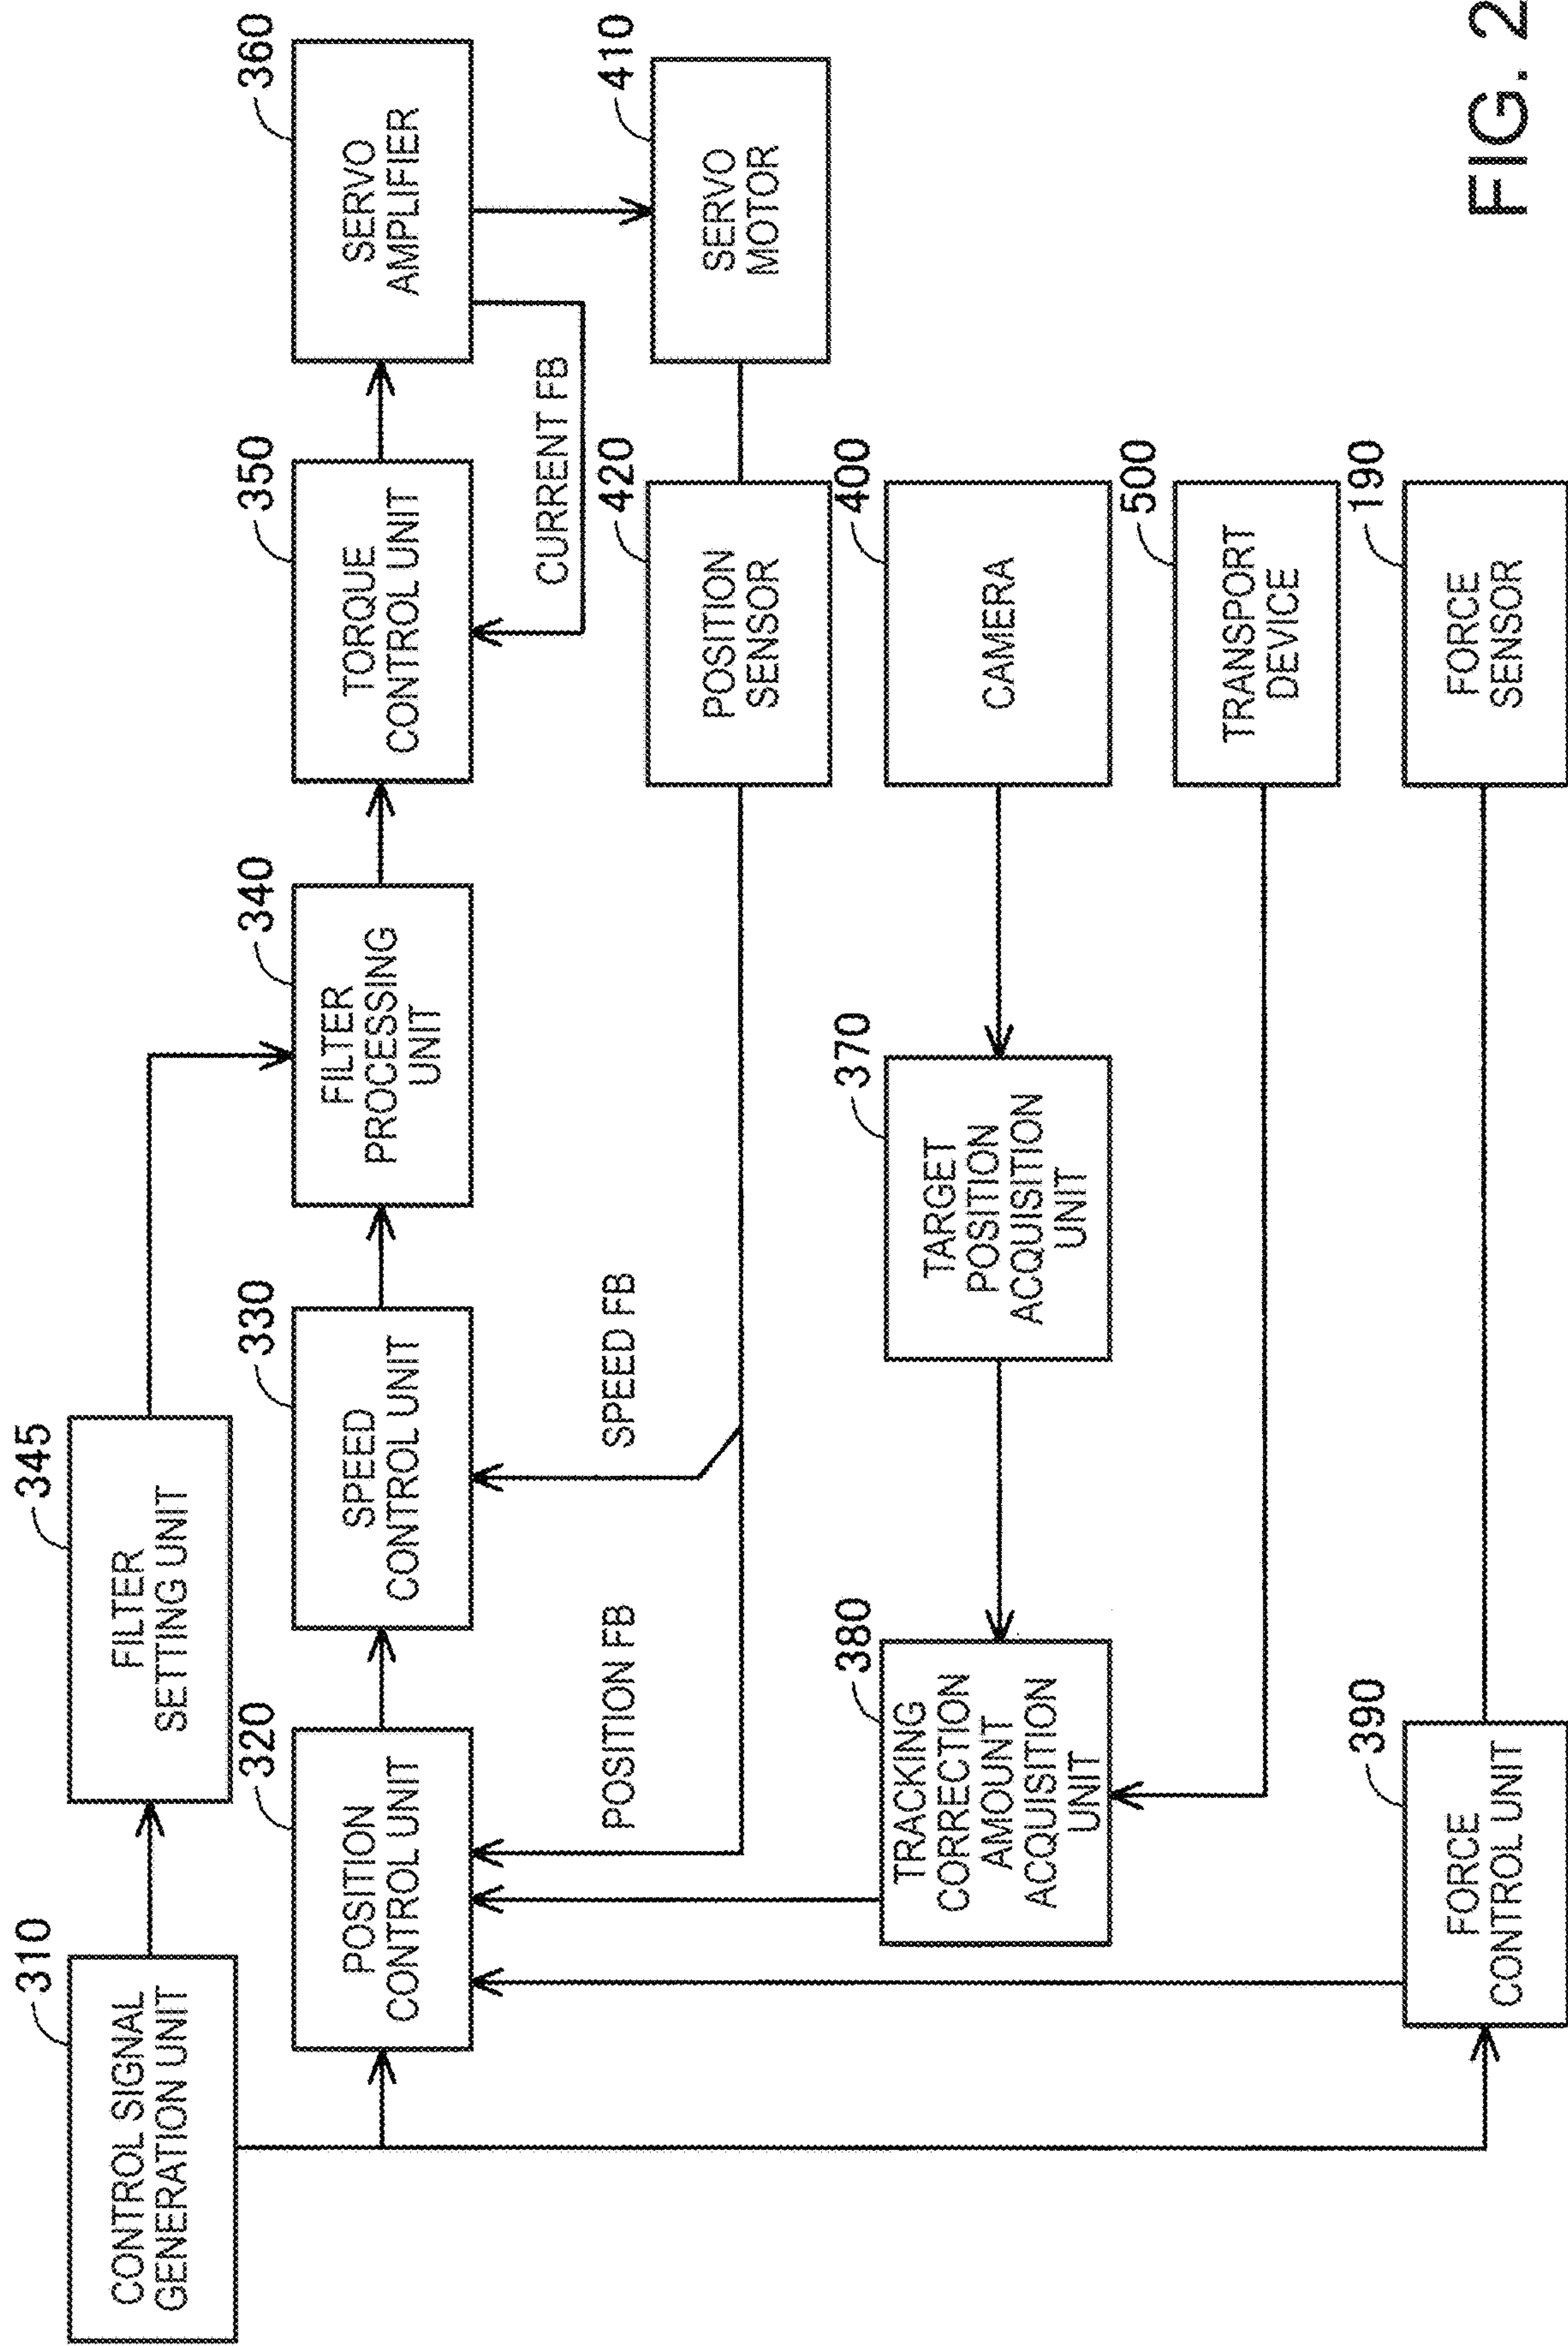 310
CONTROL SIGNAL
GENERATION UNIT
345
FILTER
SETTING UNIT
320
POSITION
CONTROL UNIT
330
SPEED
CONTROL UNIT
340
FILTER
PROCESSING
UNIT
350
TORQUE
CONTROL UNIT
360
SERVO
AMPLIFIER
CURRENT FB
POSITION FB
SPEED FB
420
POSITION
SENSOR
410
SERVO
MOTOR
380
TRACKING
CORRECTION
AMOUNT
ACQUISITION
UNIT
370
TARGET
POSITION
ACQUISITION
UNIT
400
CAMERA
500
TRANSPORT
DEVICE
390
FORCE
CONTROL UNIT
190
FORCE
SENSOR
FIG. 2